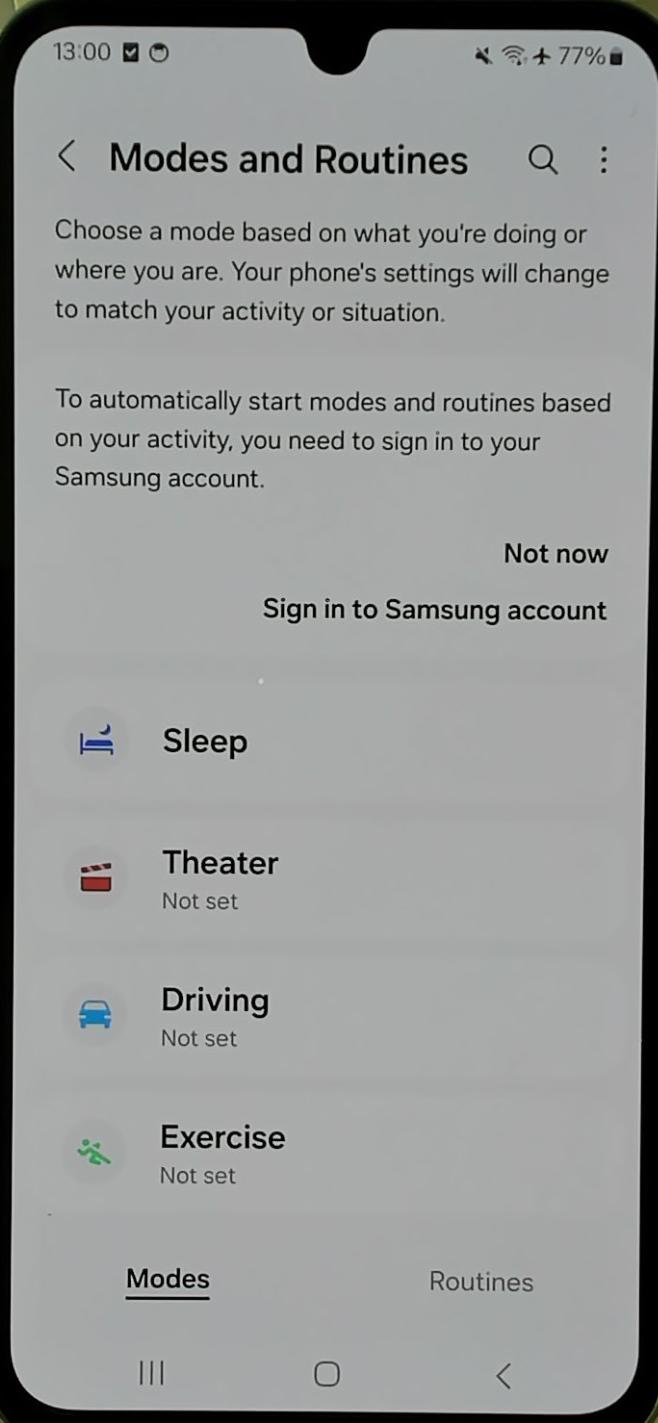 13:00 77%
Modes and Routines
Choose a mode based on what you're doing or
where you are. Your phone's settings will change
to match your activity or situation.
To automatically start modes and routines based
on your activity, you need to sign in to your
Samsung account.
Not now
Sign in to Samsung account
Sleep
Theater
Not set
Driving
Not set
Exercise
Not set
Modes Routines